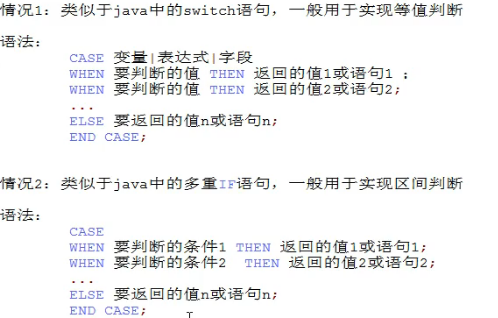 情况1：类似于java中的switch语句，一般用于实现等值判断
语法：
CASE 变量|表达式|字段
WHEN 要判断的值 THEN 返回的值1或语句1 ；
WHEN 要判断的值 THEN 返回的值2或语句2;
...
ELSE 要返回的值n或语句n;
END CASE;
情况2：类似于java中的多重IF语句，一般用于实现区间判断
语法：
CASE
WHEN 要判断的条件1 THEN 返回的值1或语句1;
WHEN 要判断的条件2 THEN 返回的值2或语句2;
...
ELSE 要返回的值n或语句n;
END CASE;